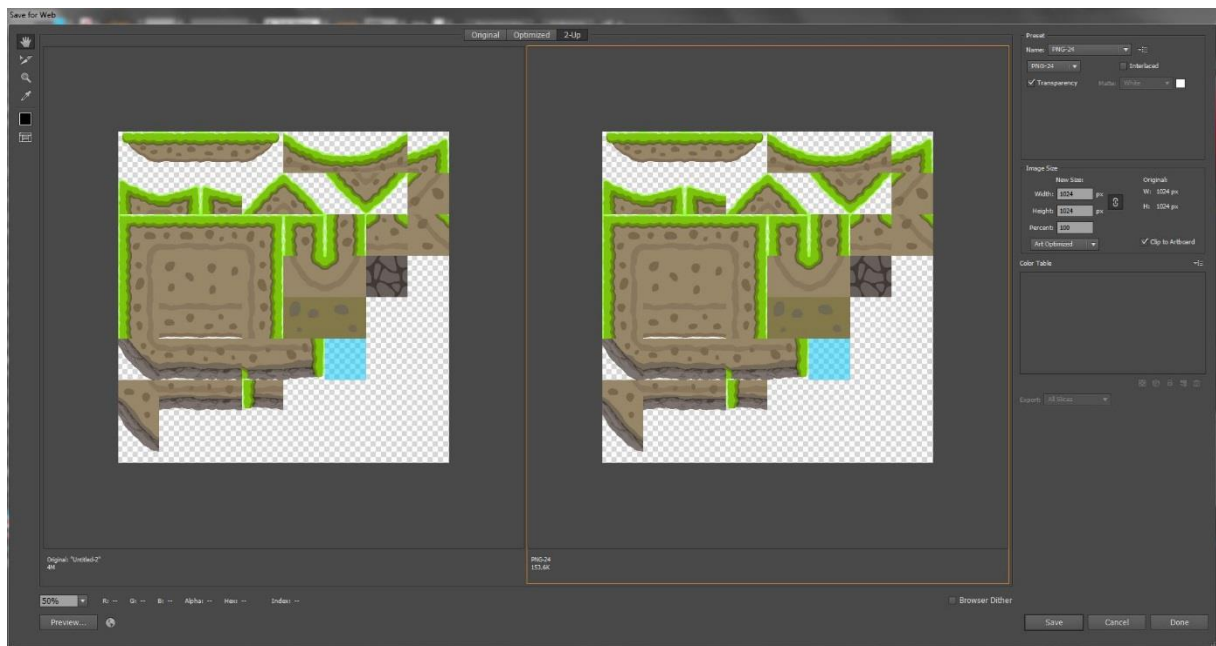 Save for Web
Original Optimized 2-Up
Preset
Name: PNG-24
PNG-24 Interlaced
Transparency Matte: White
Image Size
New Size: Original:
Width: 1024 px W: 1024 px
Height: 1024 px H: 1024 px
Percent: 100
Art Optimized Clip to Artboard
Color Table
Export: All Slices
Original: "Untitled-7"
4M
PNG-24
153.6K
50% R: -- G: -- B: -- Alpha: -- Hex: -- Index: --
Browser Dither
Preview... Save Cancel Done